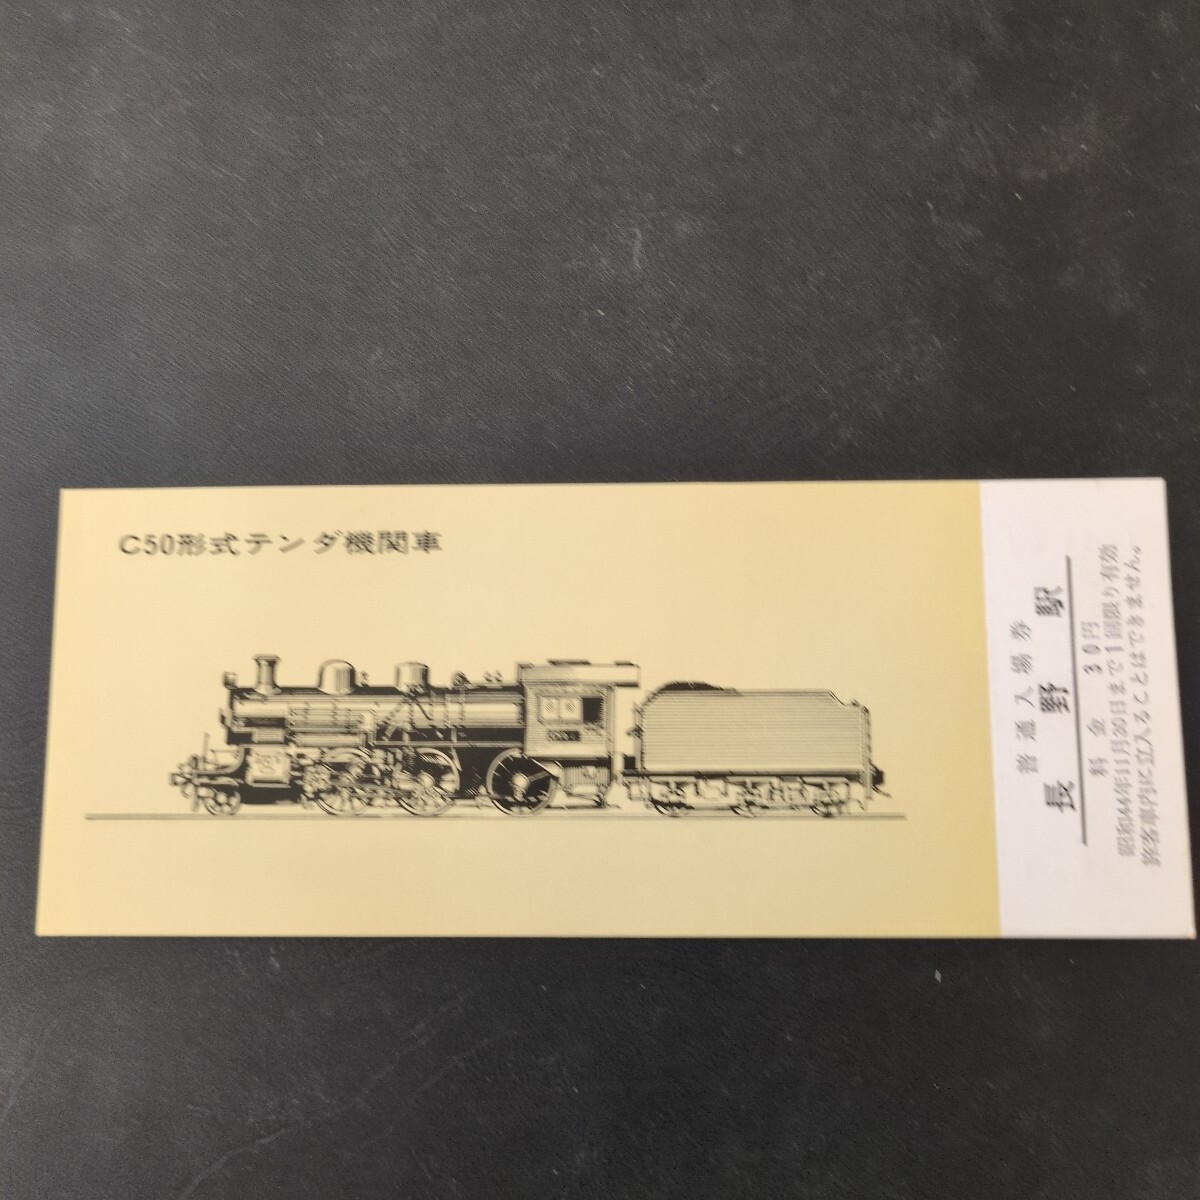 C50形式テンダ機関車
普通入場券
長野駅
料金 30円
昭和44年11月30日まで1回限り有効
旅客車内に立入ることはできません。